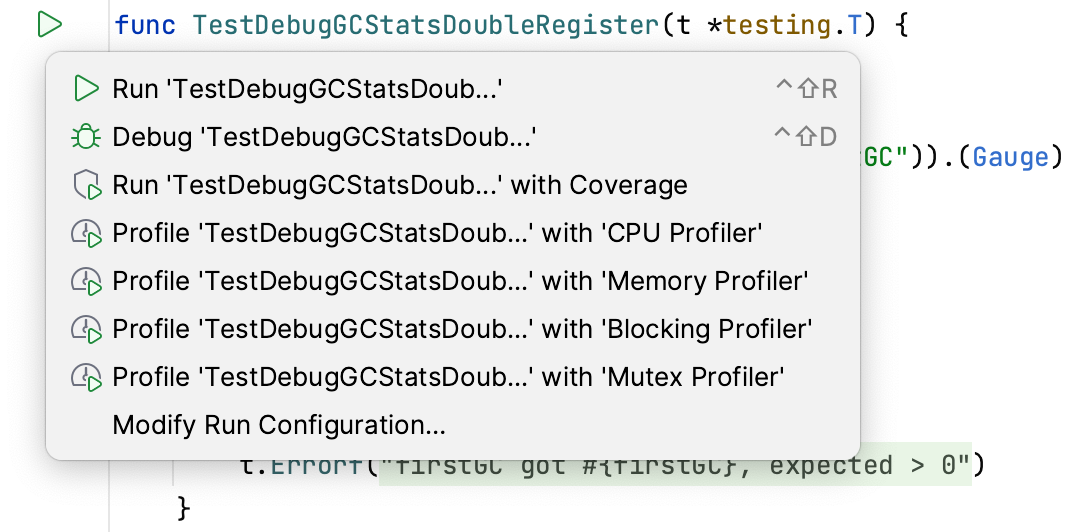 func TestDebugGCStatsDoubleRegister(t *testing.T) {
Run 'TestDebugGCStatsDoub...' ^⇧R
Debug 'TestDebugGCStatsDoub...' ^⇧D
GC")).(Gauge)
Run 'TestDebugGCStatsDoub...' with Coverage
Profile 'TestDebugGCStatsDoub...' with 'CPU Profiler'
Profile 'TestDebugGCStatsDoub...' with 'Memory Profiler'
Profile 'TestDebugGCStatsDoub...' with 'Blocking Profiler'
Profile 'TestDebugGCStatsDoub...' with 'Mutex Profiler'
Modify Run Configuration...
t.Errorf("firstGC got #{firstGC}, expected > 0")
}